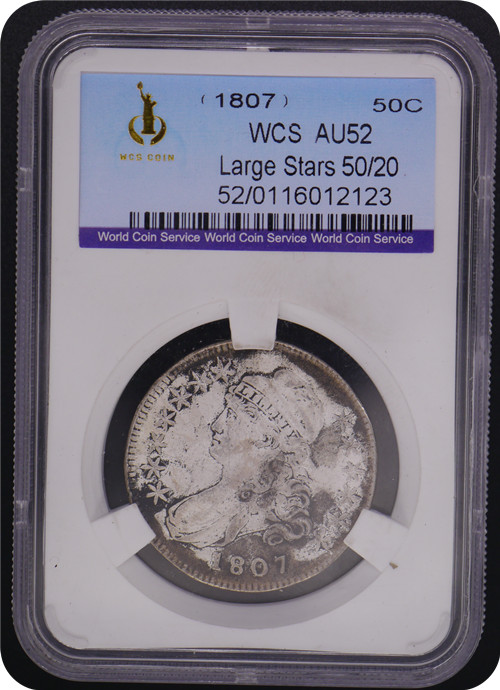 ( 1807 ) 50C
WCS AU52
Large Stars 50/20
52/0116012123
WCS COIN
World Coin Service World Coin Service World Coin Service
LIBERTY
1807